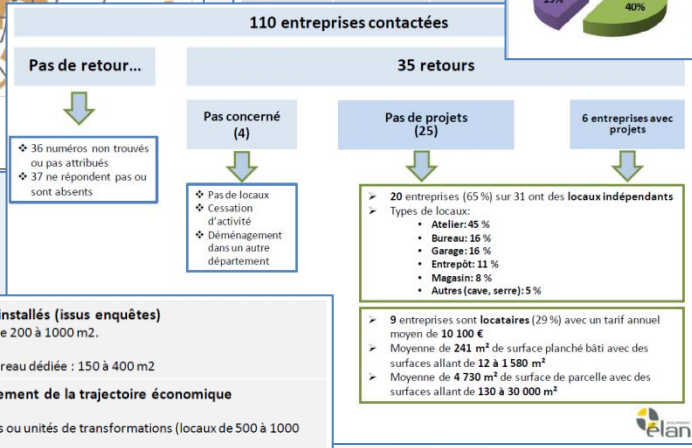 40%
110 entreprises contactées
Pas de retour...
35 retours
❖ 36 numéros non trouvés
ou pas attribués
❖ 37 ne répondent pas ou
sont absents
Pas concerné
(4)
❖ Pas de locaux
❖ Cessation
d'activité
❖ Déménagement
dans un autre
département
Pas de projets
(25)
6 entreprises avec
projets
➢ 20 entreprises (65 %) sur 31 ont des locaux indépendants
➢ Types de locaux:
• Atelier: 45 %
• Bureau: 16 %
• Garage: 16 %
• Entrepôt: 11 %
• Magasin: 8 %
• Autres (cave, serre): 5 %
➢ 9 entreprises sont locataires (29 %) avec un tarif annuel
moyen de 10 100 €
➢ Moyenne de 241 m² de surface planché bâti avec des
surfaces allant de 12 à 1 580 m²
➢ Moyenne de 4 730 m² de surface de parcelle avec des
surfaces allant de 130 à 30 000 m²
installés (issus enquêtes)
e 200 à 1000 m2.
reau dédiée : 150 à 400 m2
ement de la trajectoire économique
s ou unités de transformations (locaux de 500 à 1000
élan